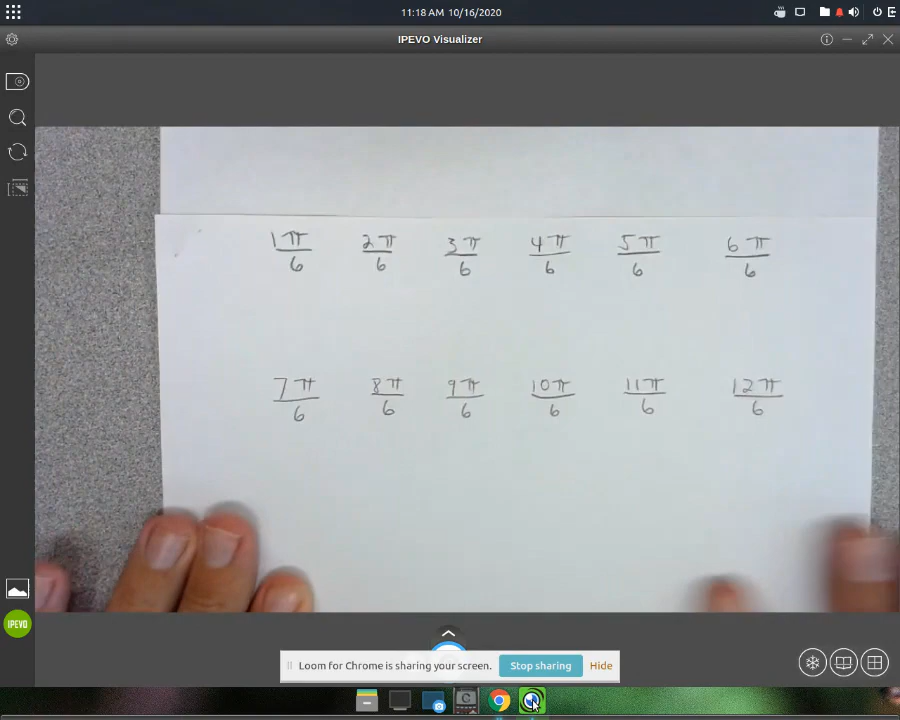 11:18 AM 10/16/2020
IPEVO Visualizer
1π/6 2π/6 3π/6 4π/6 5π/6 6π/6
7π/6 8π/6 9π/6 10π/6 11π/6 12π/6
IPEVO
Loom for Chrome is sharing your screen. Stop sharing Hide
C